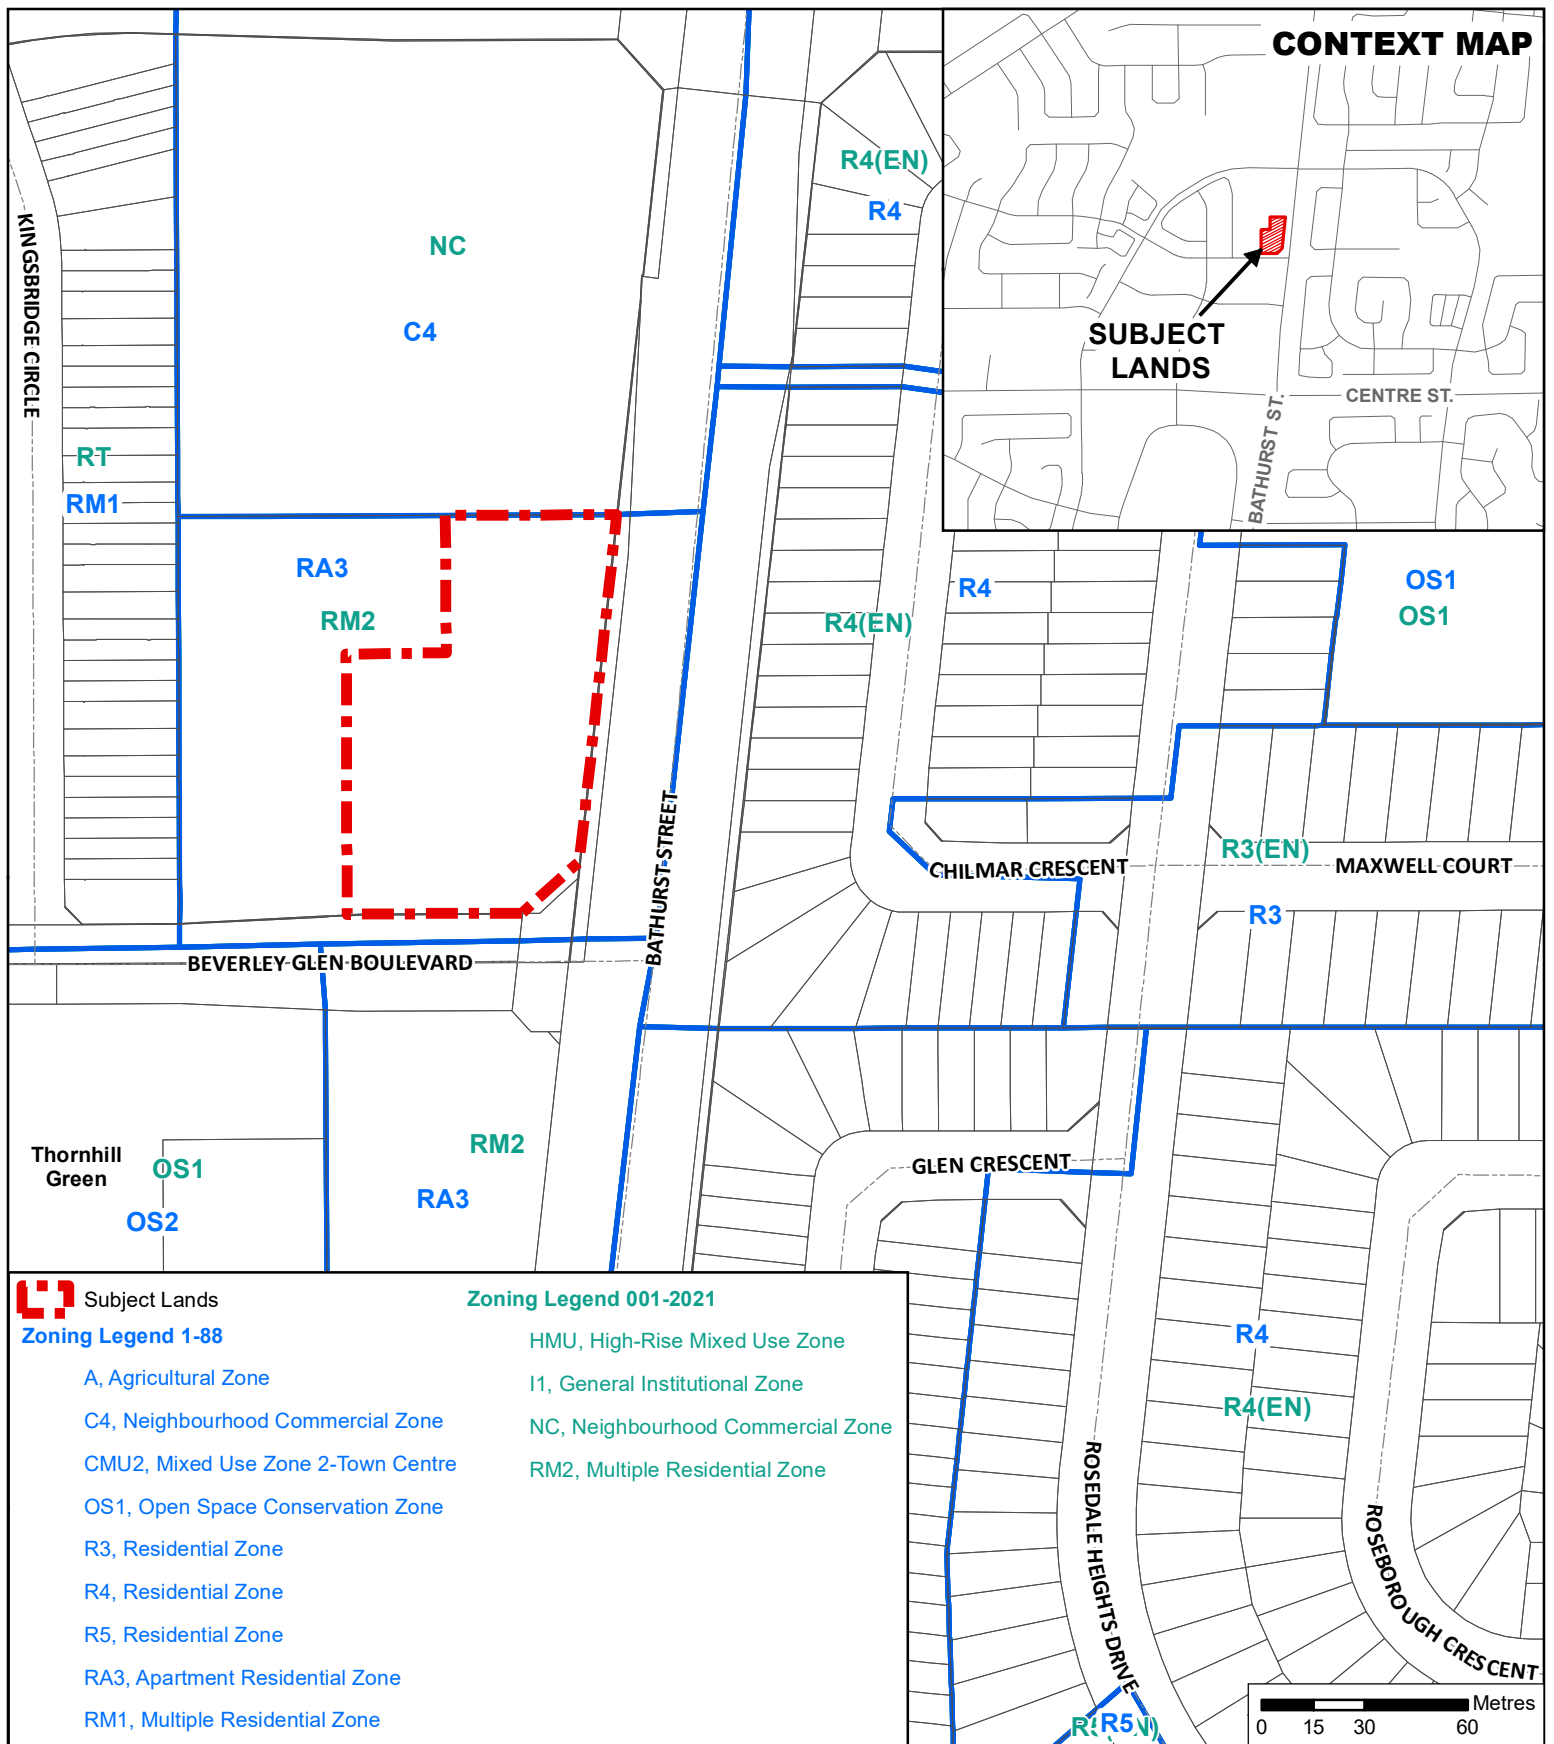 CONTEXT MAP
SUBJECT
LANDS
CENTRE ST.
BATHURST ST.
R4(EN)
R4
NC
C4
KINGSBRIDGE CIRCLE
RT
RM1
RA3
RM2
R4(EN)
R4
OS1
OS1
BATHURST STREET
CHILMAR CRESCENT
R3(EN)
MAXWELL COURT
R3
BEVERLEY GLEN BOULEVARD
Thornhill
Green
OS1
OS2
RM2
RA3
GLEN CRESCENT
R4
R4(EN)
ROSEDALE HEIGHTS DRIVE
ROSEBOROUGH CRESCENT
R5
Subject Lands
Zoning Legend 1-88
A, Agricultural Zone
C4, Neighbourhood Commercial Zone
CMU2, Mixed Use Zone 2-Town Centre
OS1, Open Space Conservation Zone
R3, Residential Zone
R4, Residential Zone
R5, Residential Zone
RA3, Apartment Residential Zone
RM1, Multiple Residential Zone
Zoning Legend 001-2021
HMU, High-Rise Mixed Use Zone
I1, General Institutional Zone
NC, Neighbourhood Commercial Zone
RM2, Multiple Residential Zone
Metres
0 15 30 60